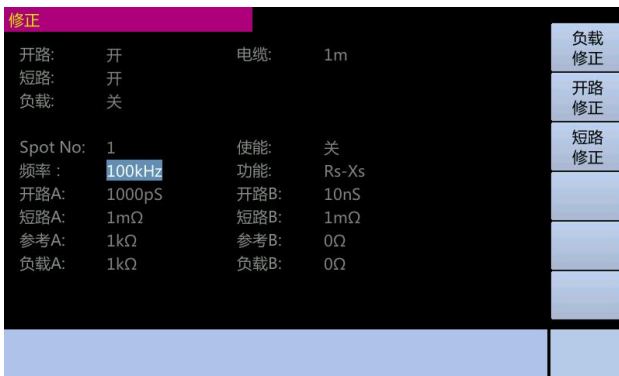 修正
开路: 开 电缆: 1m
短路: 开
负载: 关
Spot No: 1 使能: 关
频率： 100kHz 功能: Rs-Xs
开路A: 1000pS 开路B: 10nS
短路A: 1mΩ 短路B: 1mΩ
参考A: 1kΩ 参考B: 0Ω
负载A: 1kΩ 负载B: 0Ω
负载
修正
开路
修正
短路
修正